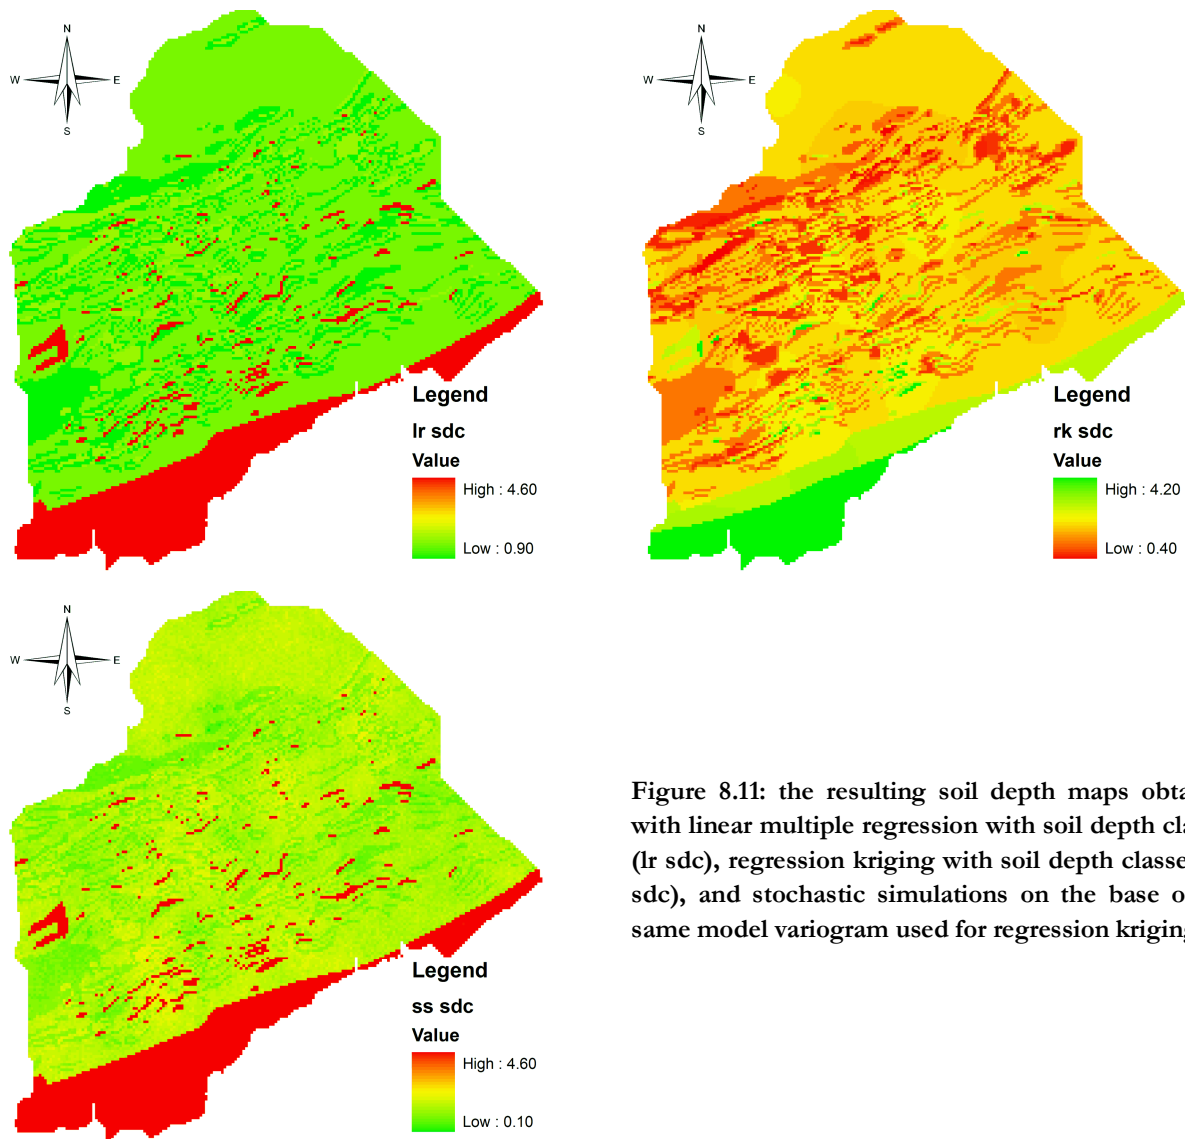 N
W E
S
Legend
lr sdc
Value
High : 4.60
Low : 0.90
N
W E
S
Legend
rk sdc
Value
High : 4.20
Low : 0.40
N
W E
S
Legend
ss sdc
Value
High : 4.60
Low : 0.10
Figure 8.11: the resulting soil depth maps obta
with linear multiple regression with soil depth cla
(lr sdc), regression kriging with soil depth classe
sdc), and stochastic simulations on the base o
same model variogram used for regression kriging